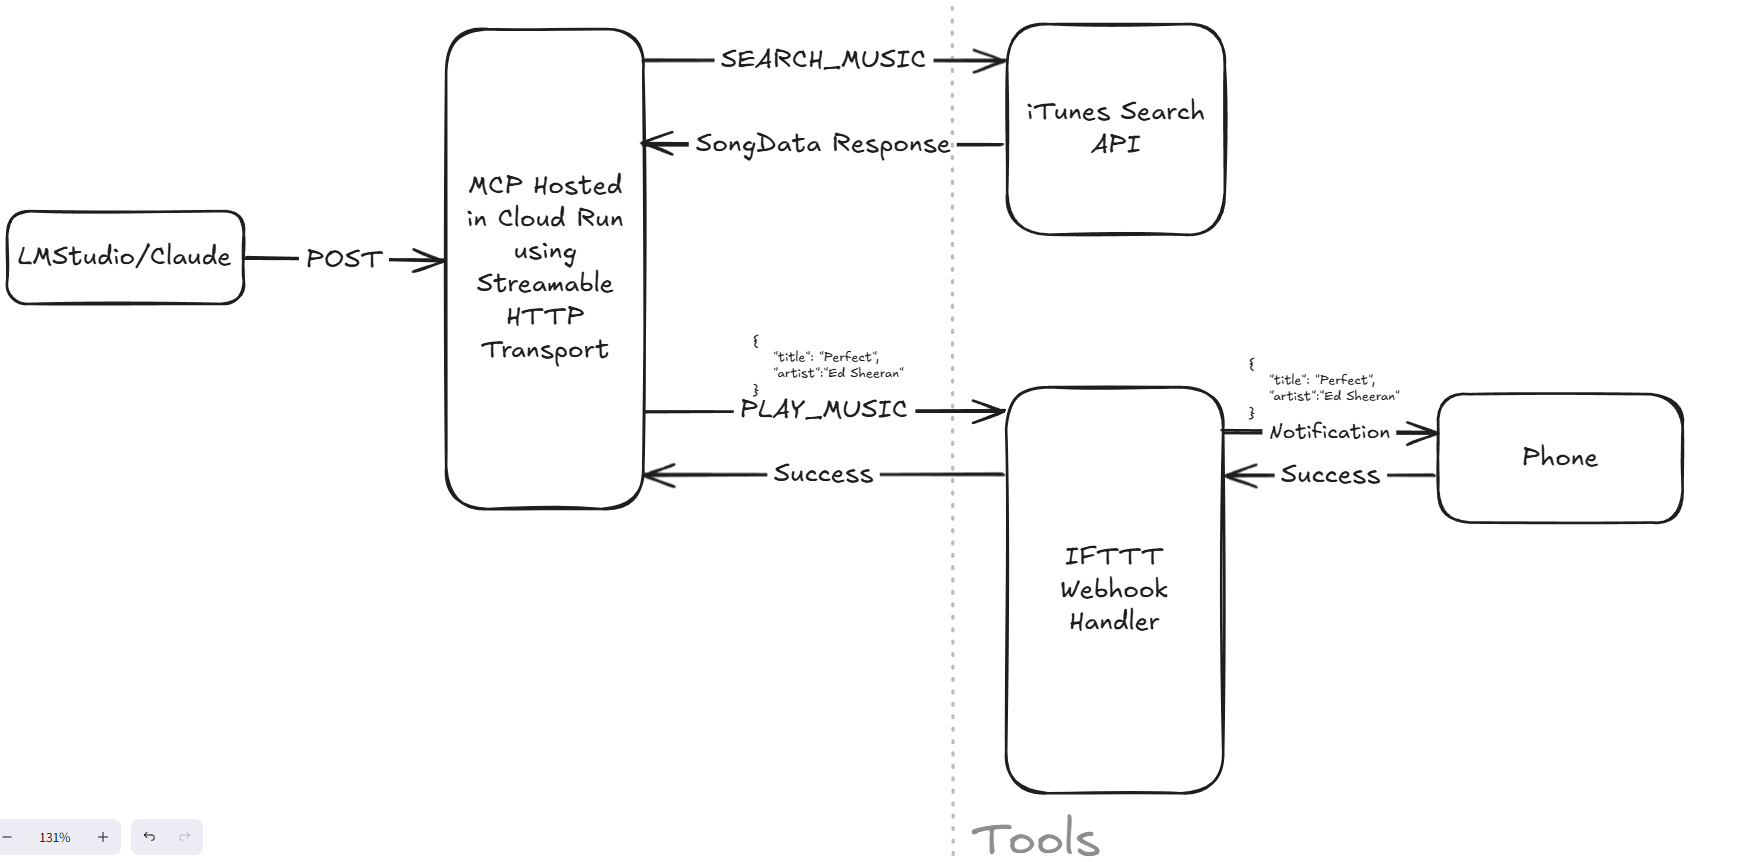 SEARCH_MUSIC
iTunes Search
API
SongData Response
MCP Hosted
in Cloud Run
using
Streamable
HTTP
Transport
LMStudio/Claude
POST
{
"title": "Perfect",
"artist":"Ed Sheeran"
}
PLAY_MUSIC
Success
{
"title": "Perfect",
"artist":"Ed Sheeran"
}
Notification
Success
Phone
IFTTT
Webhook
Handler
Tools
131%